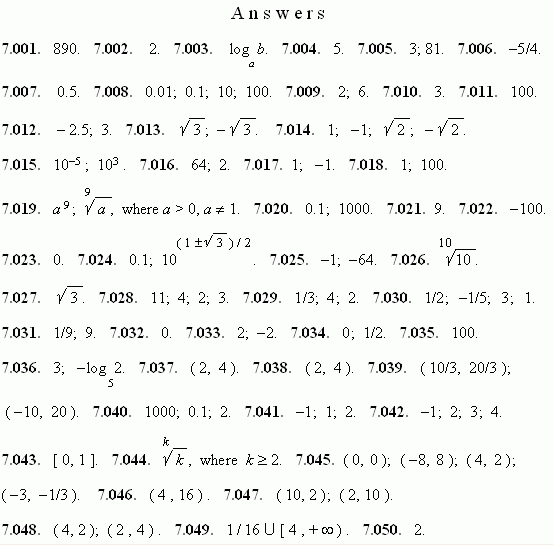 Answers
7.001. 890. 7.002. 2. 7.003. logₐ b. 7.004. 5. 7.005. 3; 81. 7.006. –5/4.
7.007. 0.5. 7.008. 0.01; 0.1; 10; 100. 7.009. 2; 6. 7.010. 3. 7.011. 100.
7.012. – 2.5; 3. 7.013. √3; –√3. 7.014. 1; –1; √2; –√2.
7.015. 10⁻⁵; 10³. 7.016. 64; 2. 7.017. 1; –1. 7.018. 1; 100.
7.019. a⁹; ⁹√a, where a > 0, a ≠ 1. 7.020. 0.1; 1000. 7.021. 9. 7.022. –100.
7.023. 0. 7.024. 0.1; 10^(1±√3)/2. 7.025. –1; –64. 7.026. ¹⁰√10.
7.027. √3. 7.028. 11; 4; 2; 3. 7.029. 1/3; 4; 2. 7.030. 1/2; –1/5; 3; 1.
7.031. 1/9; 9. 7.032. 0. 7.033. 2; –2. 7.034. 0; 1/2. 7.035. 100.
7.036. 3; –log₅ 2. 7.037. (2, 4). 7.038. (2, 4). 7.039. (10/3, 20/3);
(–10, 20). 7.040. 1000; 0.1; 2. 7.041. –1; 1; 2. 7.042. –1; 2; 3; 4.
7.043. [0, 1]. 7.044. ᵏ√k, where k ≥ 2. 7.045. (0, 0); (–8, 8); (4, 2);
(–3, –1/3). 7.046. (4, 16). 7.047. (10, 2); (2, 10).
7.048. (4, 2); (2, 4). 7.049. 1/16 U [4, +∞). 7.050. 2.